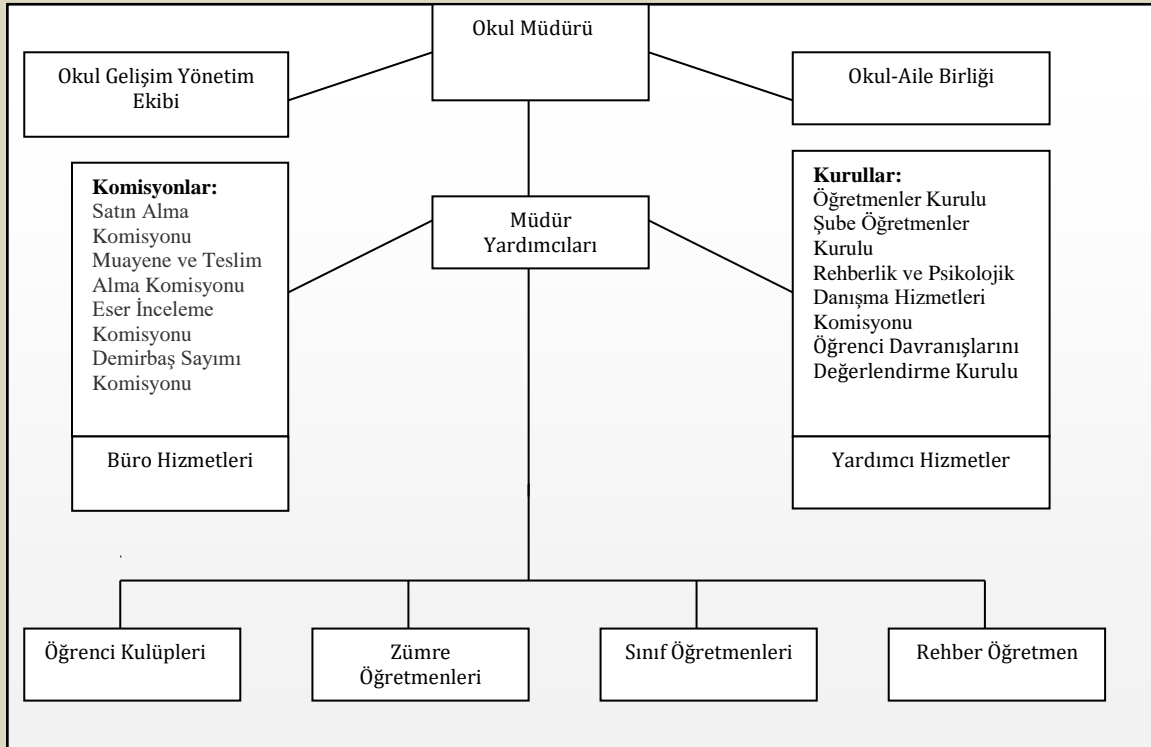 Okul Müdürü
Okul Gelişim Yönetim
Ekibi
Okul-Aile Birliği
Komisyonlar:
Satın Alma
Komisyonu
Muayene ve Teslim
Alma Komisyonu
Eser İnceleme
Komisyonu
Demirbaş Sayımı
Komisyonu
Müdür
Yardımcıları
Kurullar:
Öğretmenler Kurulu
Şube Öğretmenler
Kurulu
Rehberlik ve Psikolojik
Danışma Hizmetleri
Komisyonu
Öğrenci Davranışlarını
Değerlendirme Kurulu
Büro Hizmetleri
Yardımcı Hizmetler
Öğrenci Kulüpleri
Zümre
Öğretmenleri
Sınıf Öğretmenleri
Rehber Öğretmen